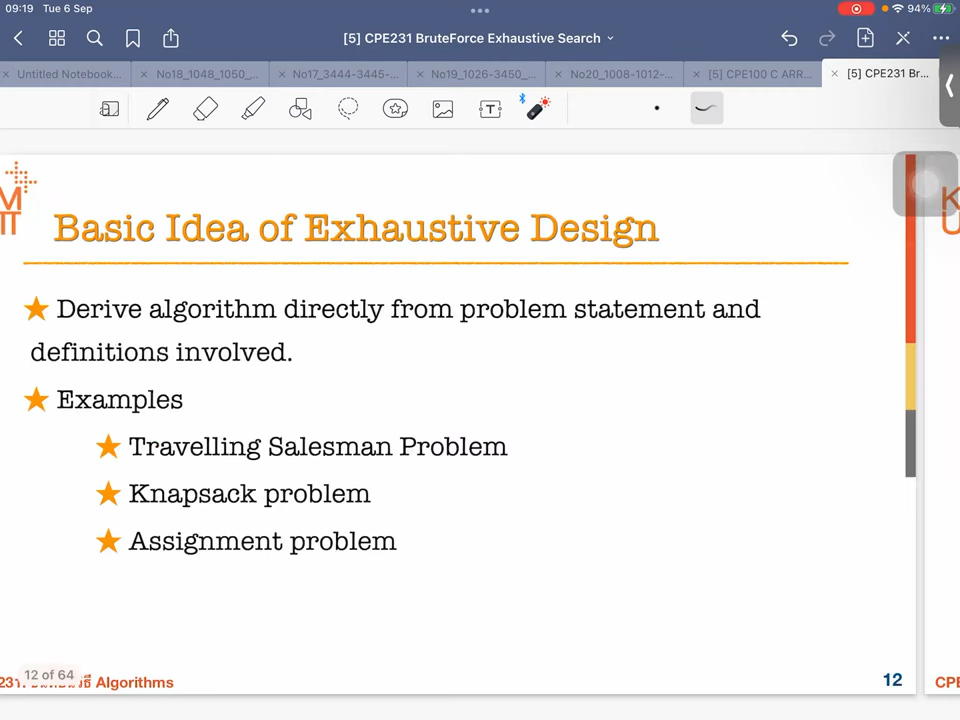 09:19 Tue 6 Sep
94%
[5] CPE231 BruteForce Exhaustive Search
Untitled Notebook...
No18_1048_1050_...
No17_3444-3445-...
No19_1026-3450_...
No20_1008-1012-...
[5] CPE100 C ARR...
[5] CPE231 Br...
Basic Idea of Exhaustive Design
Derive algorithm directly from problem statement and
definitions involved.
Examples
Travelling Salesman Problem
Knapsack problem
Assignment problem
12 of 64
Algorithms
12
CPE